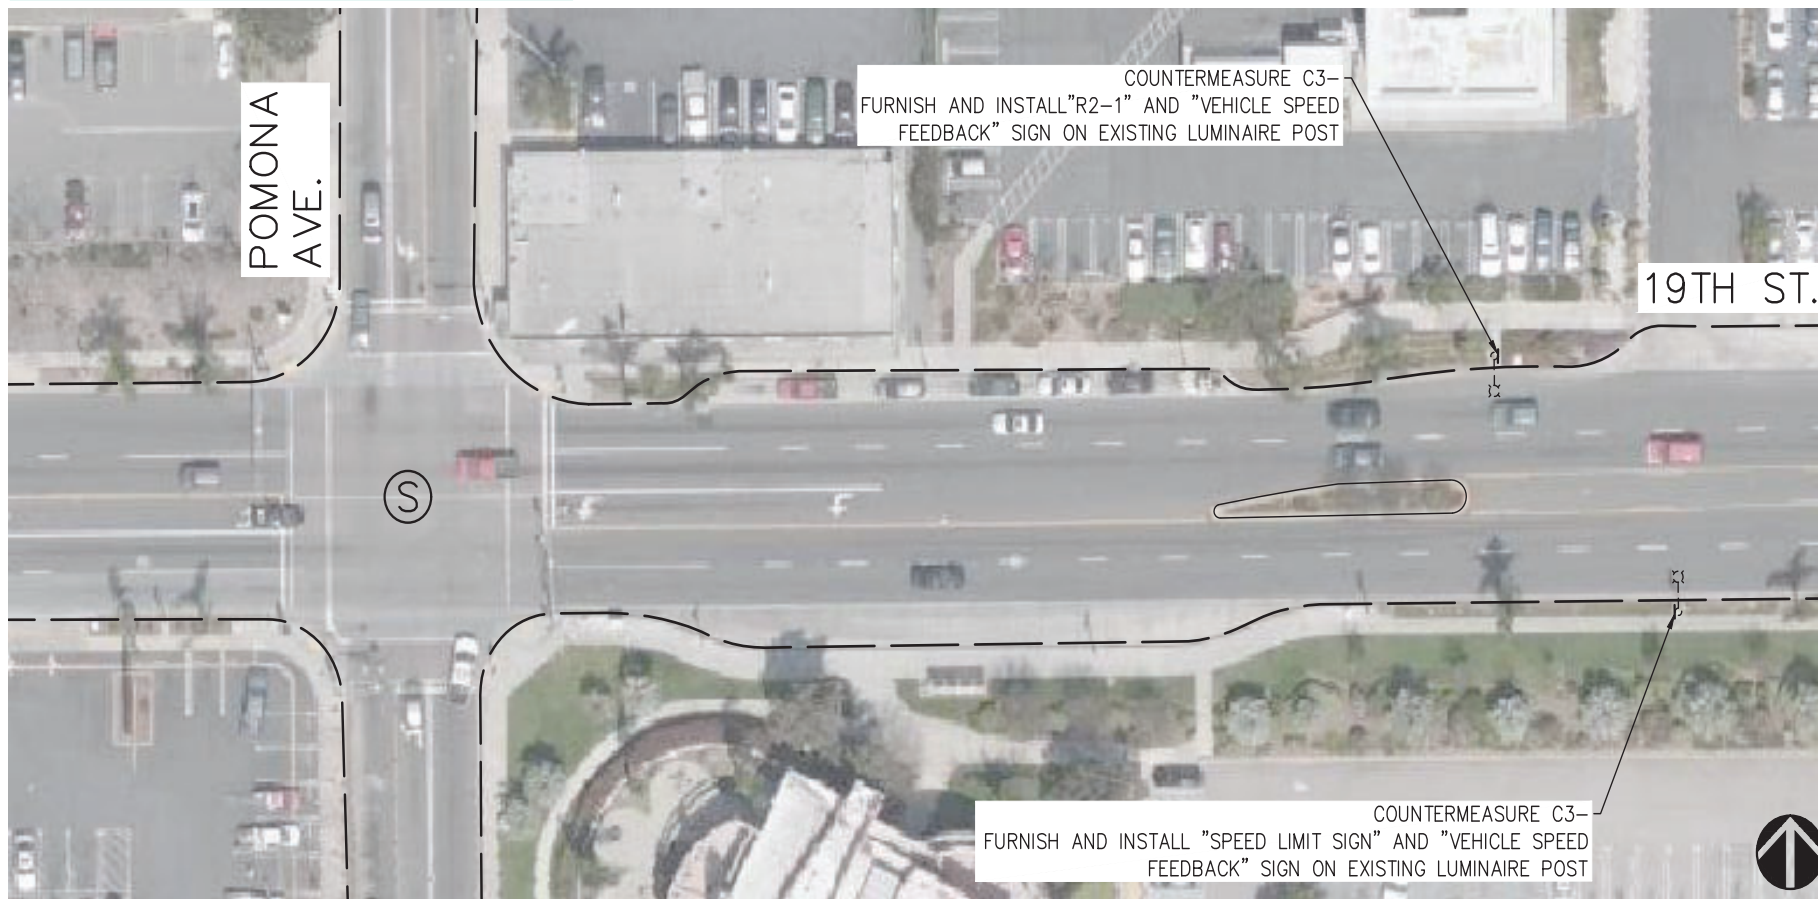 COUNTERMEASURE C3-
FURNISH AND INSTALL"R2-1" AND "VEHICLE SPEED
FEEDBACK" SIGN ON EXISTING LUMINAIRE POST
POMONA
AVE.
19TH ST.
S
COUNTERMEASURE C3-
FURNISH AND INSTALL "SPEED LIMIT SIGN" AND "VEHICLE SPEED
FEEDBACK" SIGN ON EXISTING LUMINAIRE POST